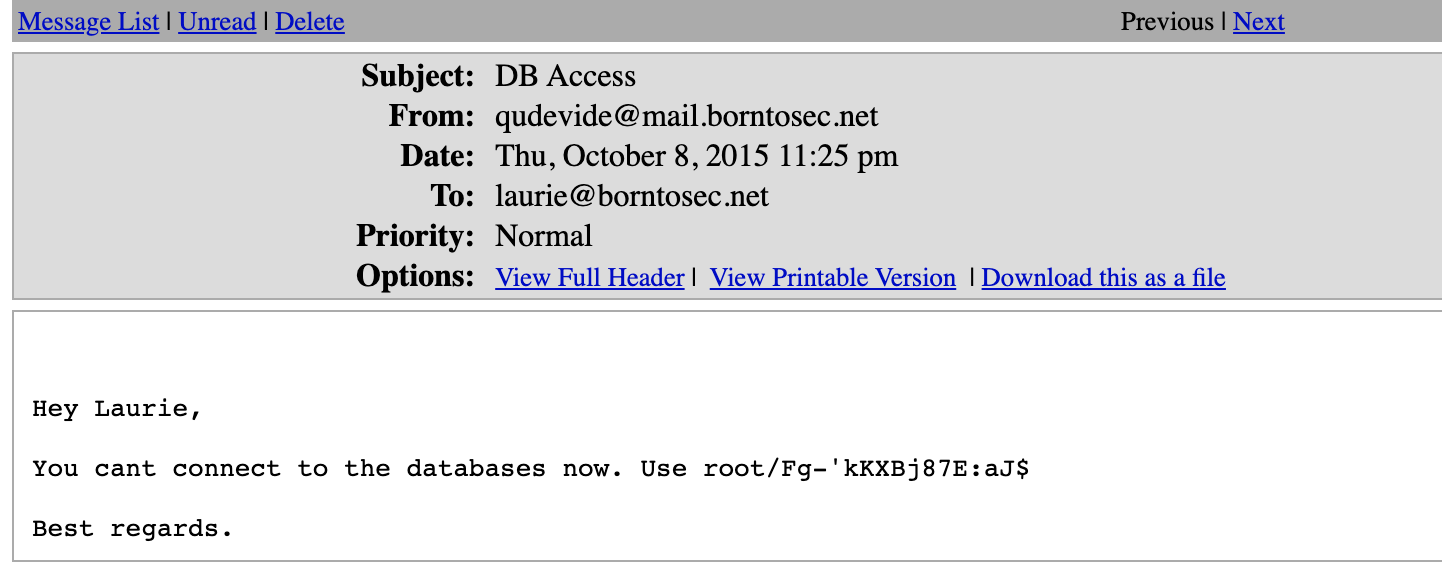 Message List | Unread | Delete Previous | Next
Subject: DB Access
From: qudevide@mail.borntosec.net
Date: Thu, October 8, 2015 11:25 pm
To: laurie@borntosec.net
Priority: Normal
Options: View Full Header | View Printable Version | Download this as a file
Hey Laurie,
You cant connect to the databases now. Use root/Fg-'kKXBj87E:aJ$
Best regards.